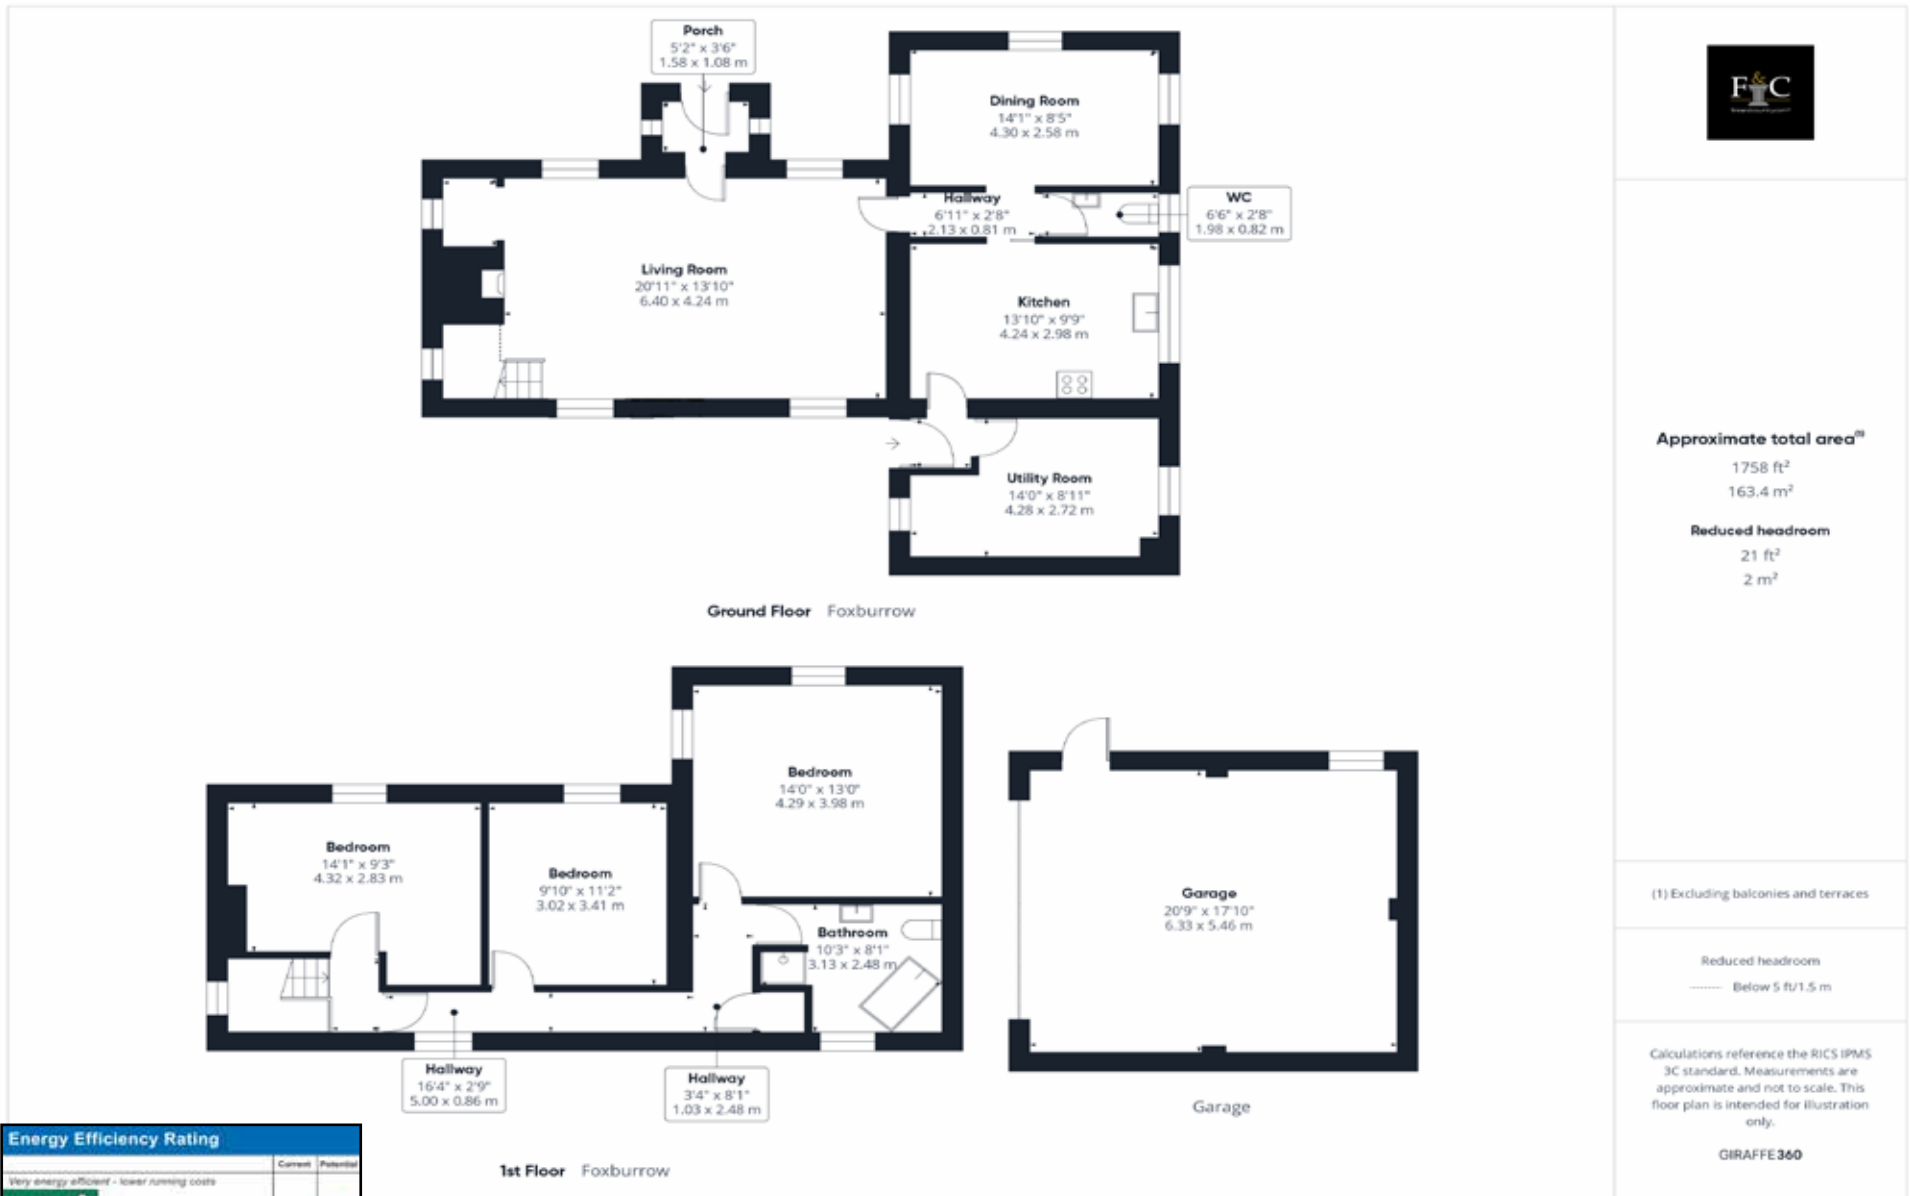 Porch
5'2" x 3'6"
1.58 x 1.08 m
Dining Room
14'1" x 8'5"
4.30 x 2.58 m
Hallway
6'11" x 2'8"
2.13 x 0.81 m
WC
6'6" x 2'8"
1.98 x 0.82 m
Living Room
20'11" x 13'10"
6.40 x 4.24 m
Kitchen
13'10" x 9'9"
4.24 x 2.98 m
Utility Room
14'0" x 8'11"
4.28 x 2.72 m
Ground Floor Foxburrow
Bedroom
14'0" x 13'0"
4.29 x 3.98 m
Bedroom
14'1" x 9'3"
4.32 x 2.83 m
Bedroom
9'10" x 11'2"
3.02 x 3.41 m
Bathroom
10'3" x 8'1"
3.13 x 2.48 m
Hallway
16'4" x 2'9"
5.00 x 0.86 m
Hallway
3'4" x 8'1"
1.03 x 2.48 m
1st Floor Foxburrow
Garage
20'9" x 17'10"
6.33 x 5.46 m
Garage
F&C
Approximate total area(1)
1758 ft²
163.4 m²
Reduced headroom
21 ft²
2 m²
(1) Excluding balconies and terraces
Reduced headroom
Below 5 ft/1.5 m
Calculations reference the RICS IPMS
3C standard. Measurements are
approximate and not to scale. This
floor plan is intended for illustration
only.
GIRAFFE360
Energy Efficiency Rating
Current Potential
Very energy efficient - lower running costs